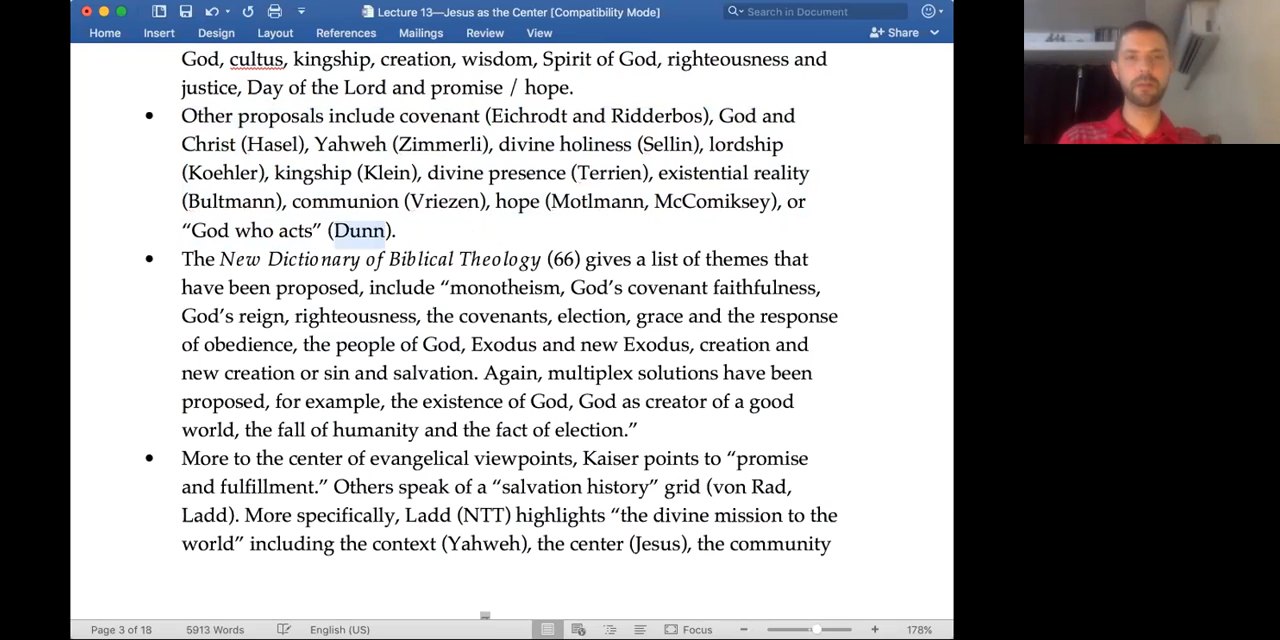 Lecture 13—Jesus as the Center [Compatibility Mode]
Search in Document
Home Insert Design Layout References Mailings Review View
Share
God, cultus, kingship, creation, wisdom, Spirit of God, righteousness and
justice, Day of the Lord and promise / hope.
• Other proposals include covenant (Eichrodt and Ridderbos), God and
Christ (Hasel), Yahweh (Zimmerli), divine holiness (Sellin), lordship
(Koehler), kingship (Klein), divine presence (Terrien), existential reality
(Bultmann), communion (Vriezen), hope (Motlmann, McComiksey), or
“God who acts” (Dunn).
• The New Dictionary of Biblical Theology (66) gives a list of themes that
have been proposed, include “monotheism, God’s covenant faithfulness,
God’s reign, righteousness, the covenants, election, grace and the response
of obedience, the people of God, Exodus and new Exodus, creation and
new creation or sin and salvation. Again, multiplex solutions have been
proposed, for example, the existence of God, God as creator of a good
world, the fall of humanity and the fact of election.”
• More to the center of evangelical viewpoints, Kaiser points to “promise
and fulfillment.” Others speak of a “salvation history” grid (von Rad,
Ladd). More specifically, Ladd (NTT) highlights “the divine mission to the
world” including the context (Yahweh), the center (Jesus), the community
Page 3 of 18 5913 Words English (US) Focus 178%